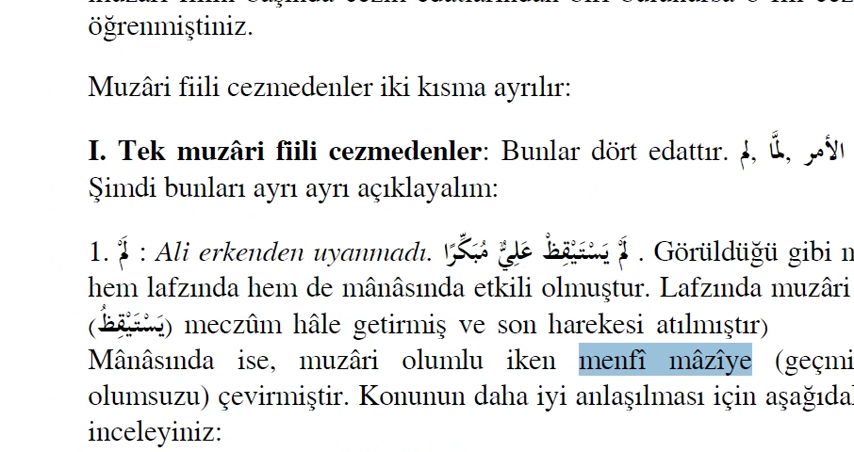 öğrenmiştiniz.
Muzâri fiili cezmedenler iki kısma ayrılır:
I. Tek muzâri fiili cezmedenler: Bunlar dört edattır. لم, لَمَّا, الأمر
Şimdi bunları ayrı ayrı açıklayalım:
1. لَمْ : Ali erkenden uyanmadı. لَمْ يَسْتَيْقِظْ عَلِيٌّ مُبَكِّرًا . Görüldüğü gibi
hem lafzında hem de mânâsında etkili olmuştur. Lafzında muzâri
(يَسْتَيْقِظُ) meczûm hâle getirmiş ve son harekesi atılmıştır)
Mânâsında ise, muzâri olumlu iken menfî mâzîye (geçmi
olumsuzu) çevirmiştir. Konunun daha iyi anlaşılması için aşağıda
inceleyiniz: